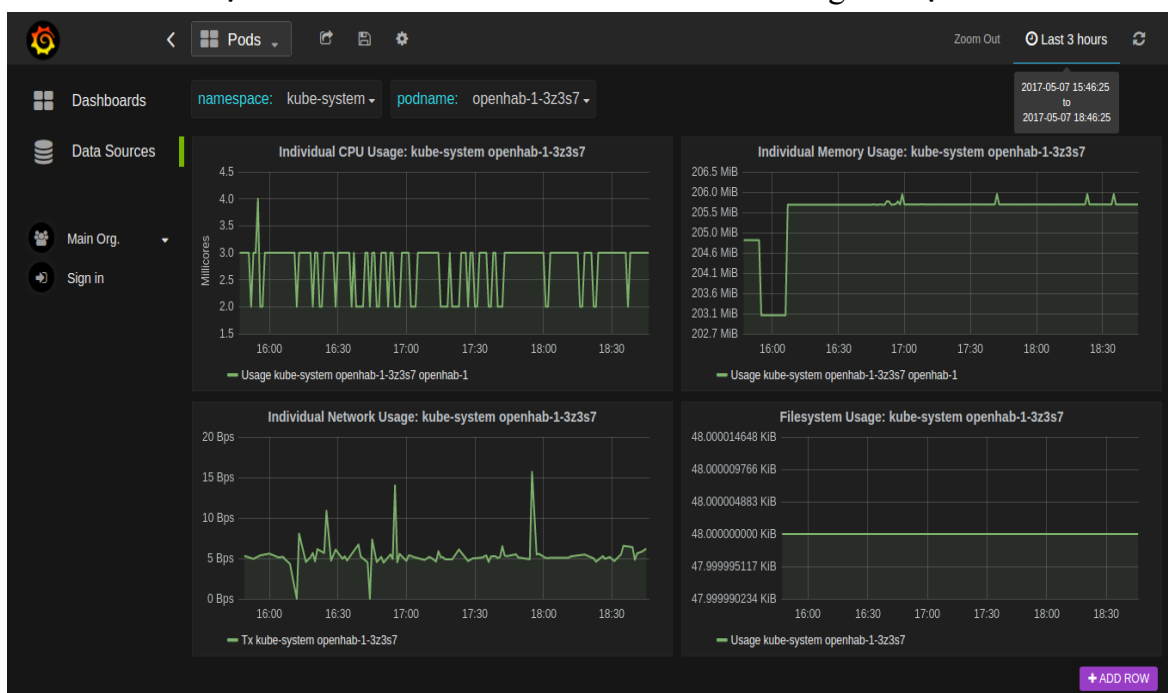 Pods
Zoom Out
Last 3 hours
2017-05-07 15:46:25
to
2017-05-07 18:46:25
Dashboards
Data Sources
Main Org.
Sign in
namespace: kube-system podname: openhab-1-3z3s7
Individual CPU Usage: kube-system openhab-1-3z3s7
4.5
4.0
3.5
3.0
2.5
2.0
1.5
Millicores
16:00 16:30 17:00 17:30 18:00 18:30
Usage kube-system openhab-1-3z3s7 openhab-1
Individual Memory Usage: kube-system openhab-1-3z3s7
206.5 MiB
206.0 MiB
205.5 MiB
205.0 MiB
204.6 MiB
204.1 MiB
203.6 MiB
203.1 MiB
202.7 MiB
16:00 16:30 17:00 17:30 18:00 18:30
Usage kube-system openhab-1-3z3s7 openhab-1
Individual Network Usage: kube-system openhab-1-3z3s7
20 Bps
15 Bps
10 Bps
5 Bps
0 Bps
16:00 16:30 17:00 17:30 18:00 18:30
Tx kube-system openhab-1-3z3s7
Filesystem Usage: kube-system openhab-1-3z3s7
48.000014648 KiB
48.000009766 KiB
48.000004883 KiB
48.000000000 KiB
47.999995117 KiB
47.999990234 KiB
16:00 16:30 17:00 17:30 18:00 18:30
Usage kube-system openhab-1-3z3s7
+ ADD ROW